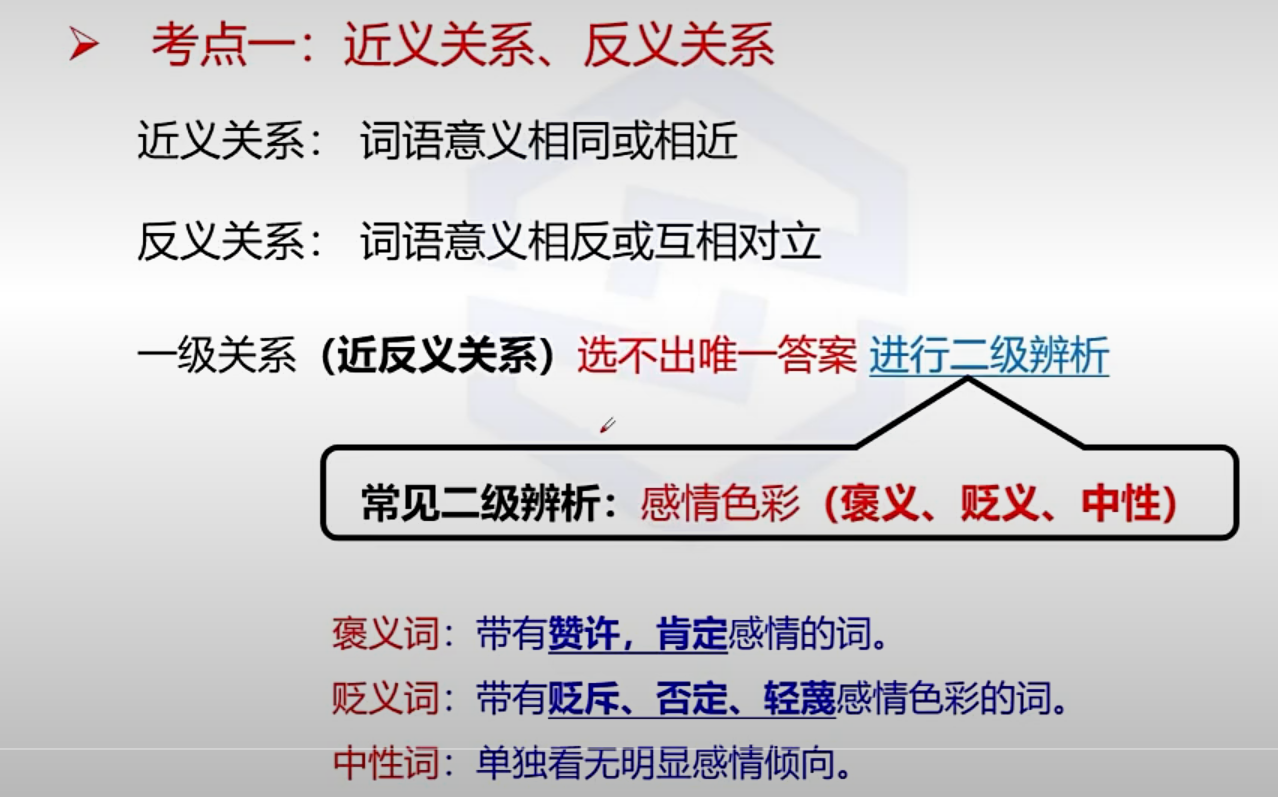 考点一：近义关系、反义关系
近义关系： 词语意义相同或相近
反义关系： 词语意义相反或互相对立
一级关系（近反义关系）选不出唯一答案 进行二级辨析
常见二级辨析：感情色彩（褒义、贬义、中性）
褒义词：带有赞许，肯定感情的词。
贬义词：带有贬斥、否定、轻蔑感情色彩的词。
中性词：单独看无明显感情倾向。